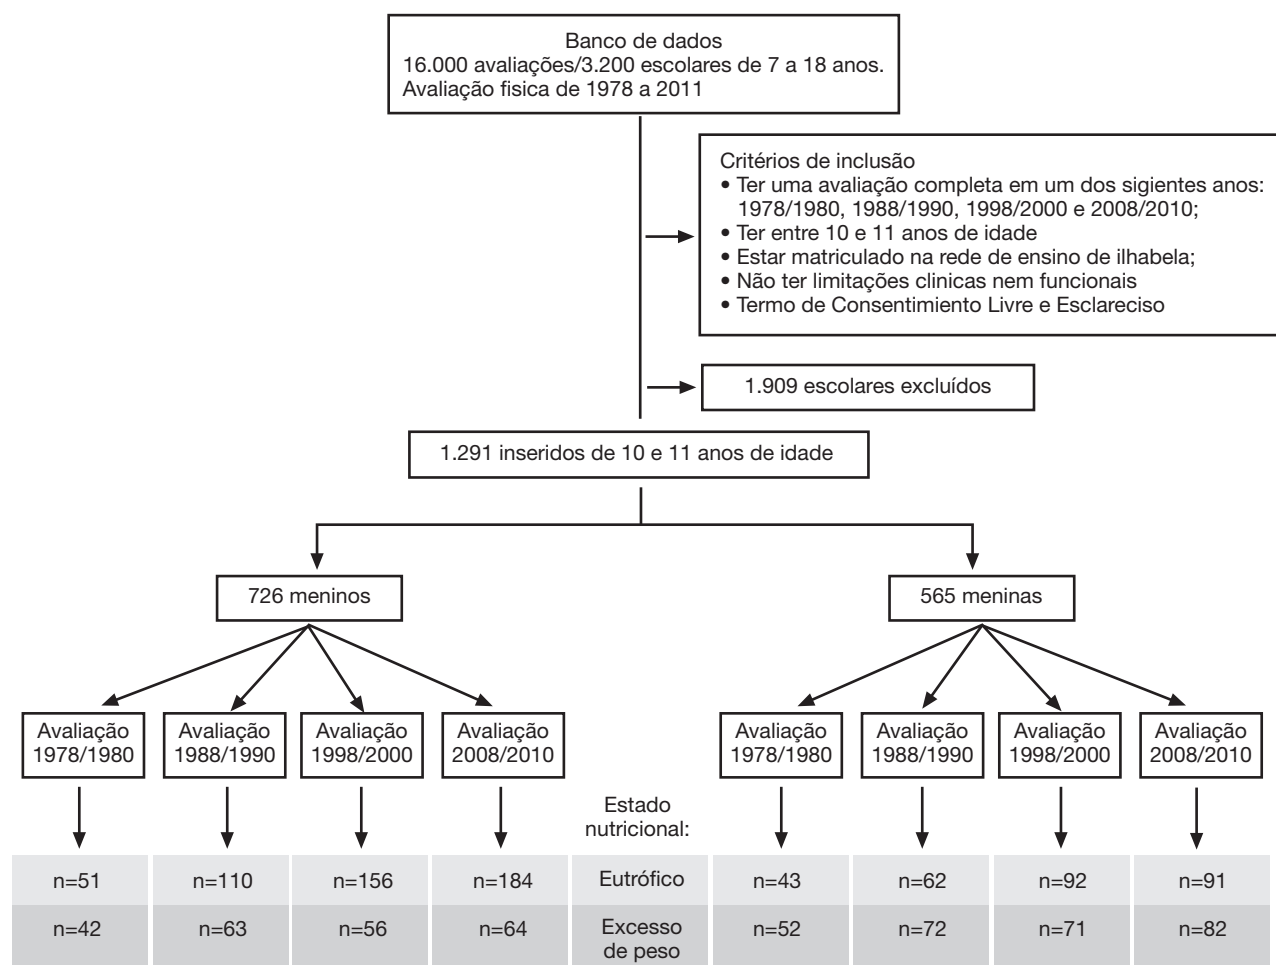 Banco de dados
16.000 avaliações/3.200 escolares de 7 a 18 anos.
Avaliação fisica de 1978 a 2011
Critérios de inclusão
• Ter uma avaliação completa em um dos sigientes anos:
1978/1980, 1988/1990, 1998/2000 e 2008/2010;
• Ter entre 10 e 11 anos de idade
• Estar matriculado na rede de ensino de ilhabela;
• Não ter limitações clinicas nem funcionais
• Termo de Consentimiento Livre e Esclareciso
1.909 escolares excluídos
1.291 inseridos de 10 e 11 anos de idade
726 meninos
565 meninas
Avaliação
1978/1980
Avaliação
1988/1990
Avaliação
1998/2000
Avaliação
2008/2010
Avaliação
1978/1980
Avaliação
1988/1990
Avaliação
1998/2000
Avaliação
2008/2010
Estado
nutricional:
n=51 n=110 n=156 n=184 Eutrófico n=43 n=62 n=92 n=91
n=42 n=63 n=56 n=64 Excesso n=52 n=72 n=71 n=82
de peso